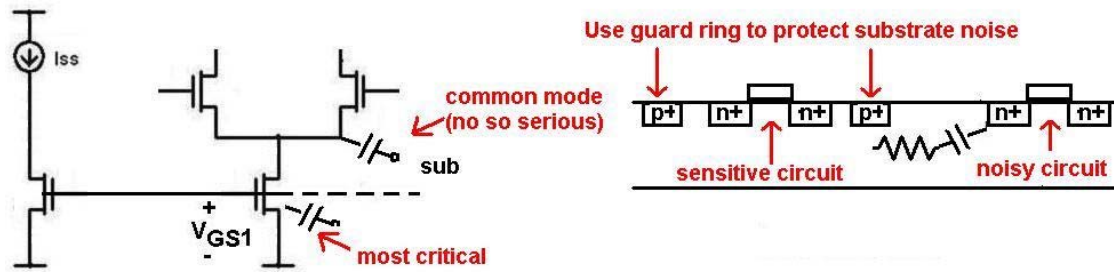 Iss
common mode
(no so serious)
sub
+
VGS1
-
most critical
Use guard ring to protect substrate noise
p+ n+ n+ p+ n+ n+
sensitive circuit
noisy circuit